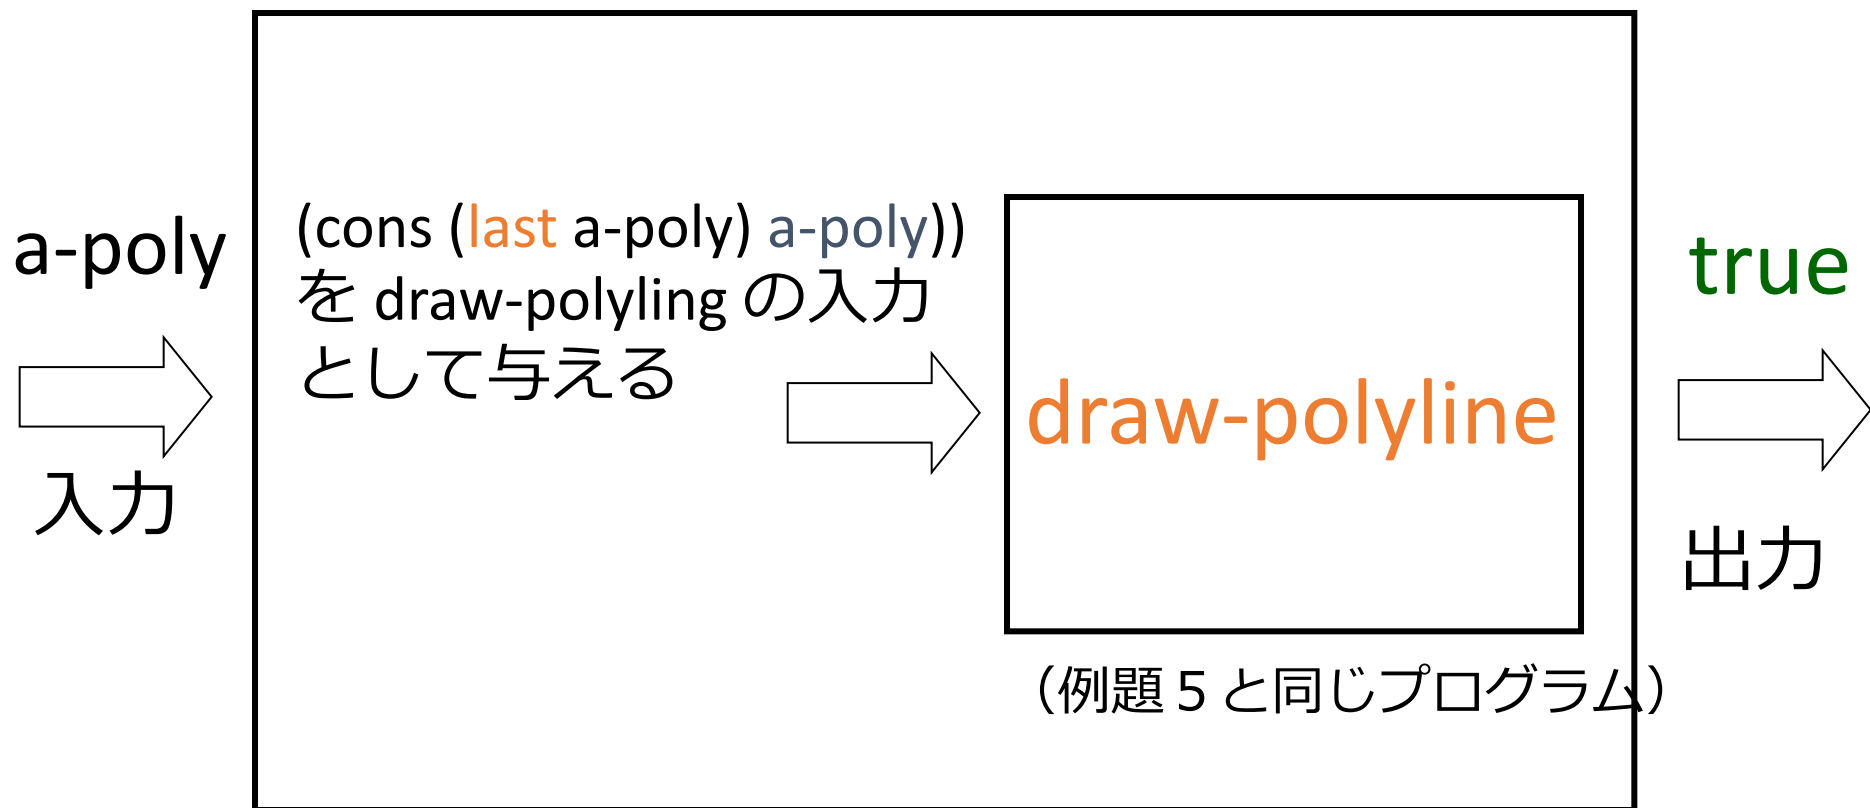 a-poly
入力
(cons (last a-poly) a-poly))
を draw-polyling の入力
として与える
draw-polyline
（例題５と同じプログラム）
true
出力